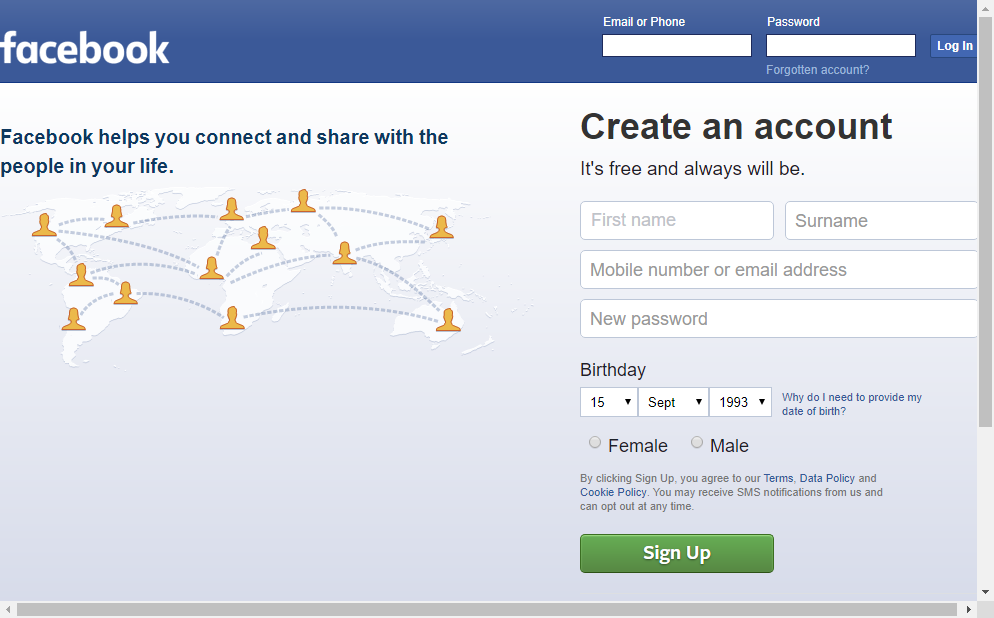 facebook
Email or Phone
Password
Log In
Forgotten account?
Facebook helps you connect and share with the
people in your life.
Create an account
It's free and always will be.
First name
Surname
Mobile number or email address
New password
Birthday
15
Sept
1993
Why do I need to provide my
date of birth?
Female
Male
By clicking Sign Up, you agree to our Terms, Data Policy and
Cookie Policy. You may receive SMS notifications from us and
can opt out at any time.
Sign Up